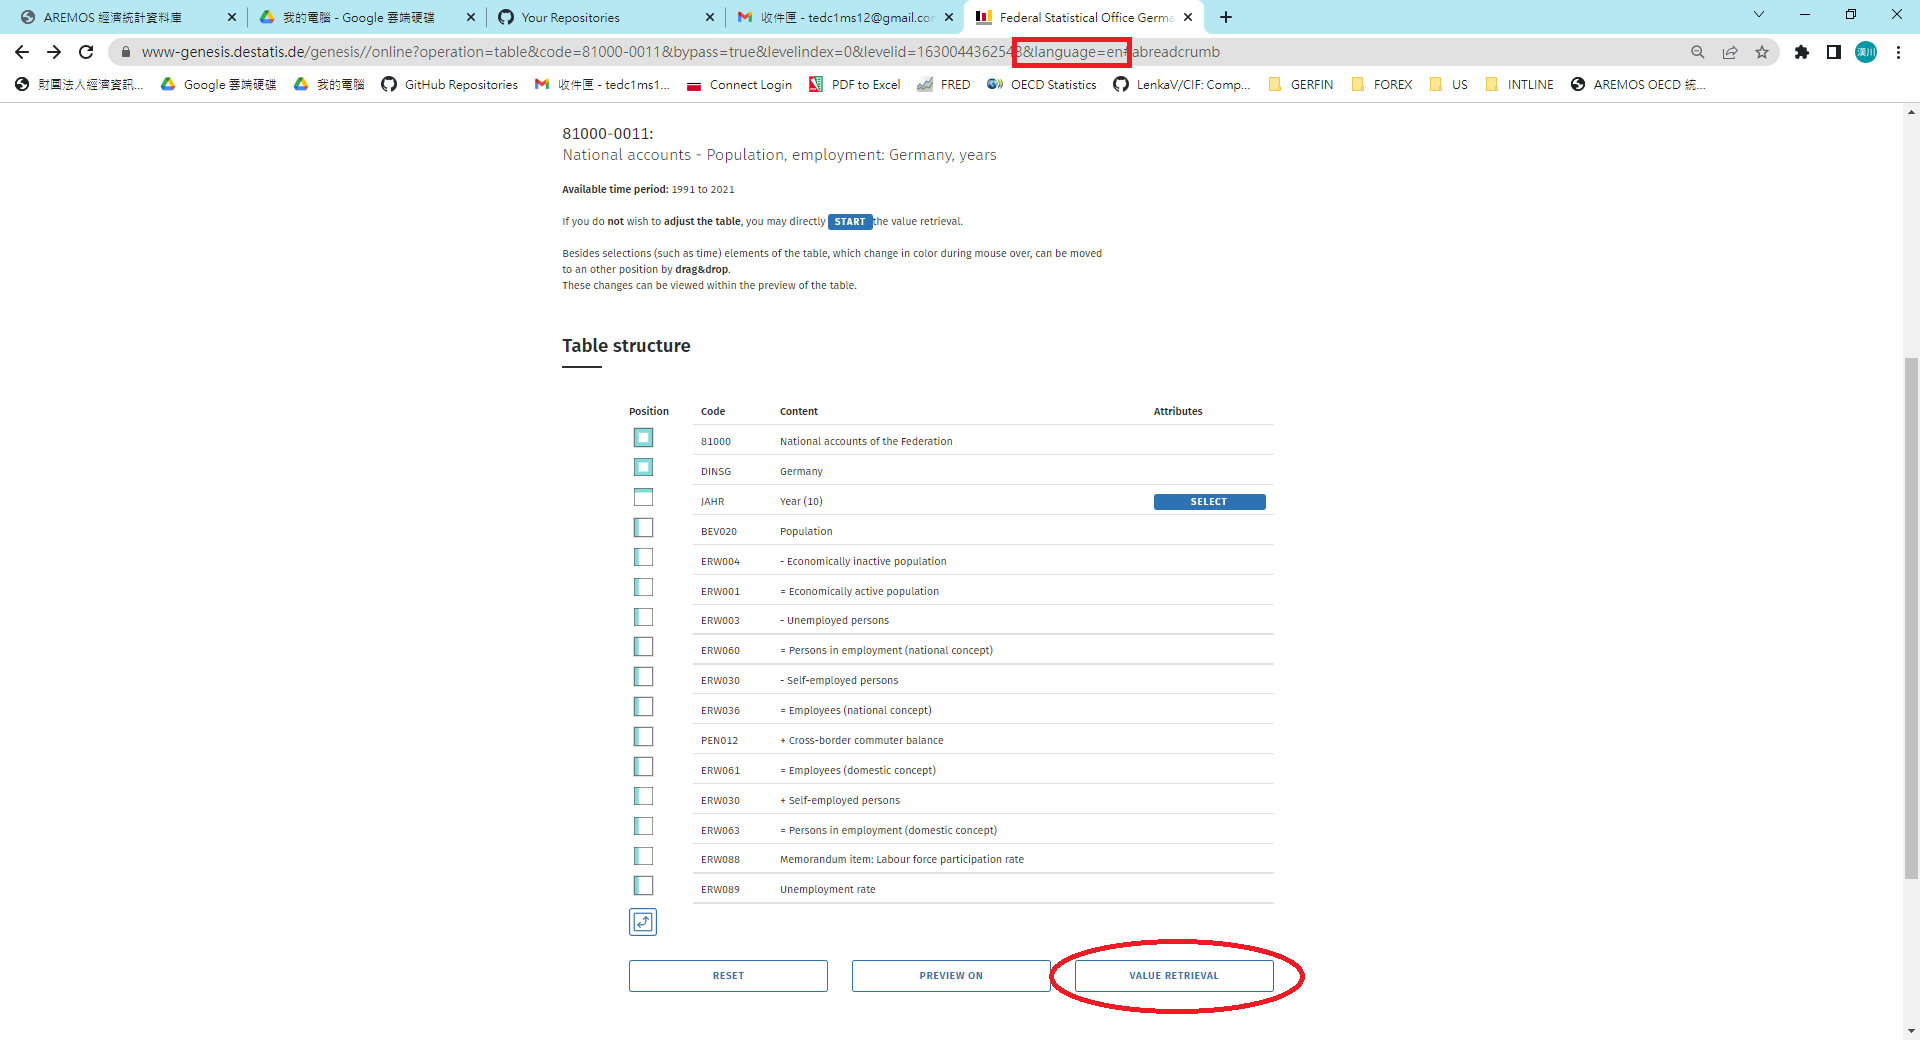 AREMOS 經濟統計資料庫
我的電腦 - Google 雲端硬碟
Your Repositories
收件匣 - tedc1ms12@gmail.co
Federal Statistical Office Germa
www-genesis.destatis.de/genesis//online?operation=table&code=81000-0011&bypass=true&levelindex=0&levelid=1630044362543&language=en#abreadcrumb
漢川
財團法人經濟資訊...
Google 雲端硬碟
我的電腦
GitHub Repositories
收件匣 - tedc1ms1...
Connect Login
PDF to Excel
FRED
OECD Statistics
LenkaV/CIF: Comp...
GERFIN
FOREX
US
INTLINE
AREMOS OECD 統...
81000-0011:
National accounts - Population, employment: Germany, years
Available time period: 1991 to 2021
If you do not wish to adjust the table, you may directly START the value retrieval.
Besides selections (such as time) elements of the table, which change in color during mouse over, can be moved
to an other position by drag&drop.
These changes can be viewed within the preview of the table.
Table structure
Position Code Content Attributes
81000 National accounts of the Federation
DINSG Germany
JAHR Year (10) SELECT
BEV020 Population
ERW004 - Economically inactive population
ERW001 = Economically active population
ERW003 - Unemployed persons
ERW060 = Persons in employment (national concept)
ERW030 - Self-employed persons
ERW036 = Employees (national concept)
PEN012 + Cross-border commuter balance
ERW061 = Employees (domestic concept)
ERW030 + Self-employed persons
ERW063 = Persons in employment (domestic concept)
ERW088 Memorandum item: Labour force participation rate
ERW089 Unemployment rate
RESET
PREVIEW ON
VALUE RETRIEVAL